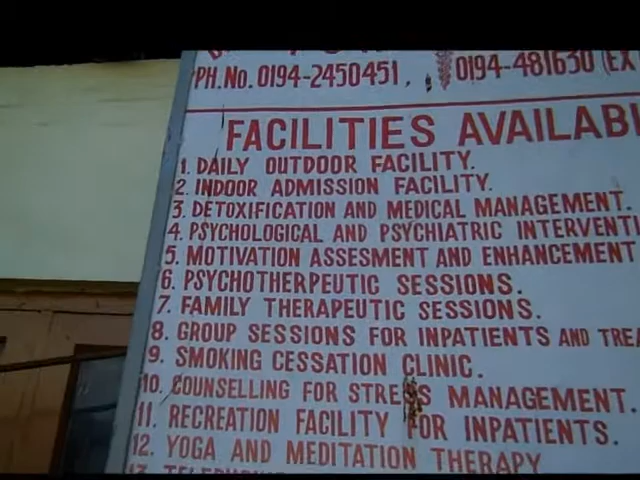 PH.No. 0194-2450451, 0194-481630 (EX
FACILITIES AVAILAB
1. DAILY OUTDOOR FACILITY.
2. INDOOR ADMISSION FACILITY.
3. DETOXIFICATION AND MEDICAL MANAGEMENT.
4. PSYCHOLOGICAL AND PSYCHIATRIC INTERVENTI
5. MOTIVATION ASSESMENT AND ENHANCEMENT
6. PSYCHOTHERPEUTIC SESSIONS.
7. FAMILY THERAPEUTIC SESSIONS.
8. GROUP SESSIONS FOR INPATIENTS AND TREA
9. SMOKING CESSATION CLINIC.
10. COUNSELLING FOR STRESS MANAGEMENT.
11. RECREATION FACILITY FOR INPATIENTS.
12. YOGA AND MEDITATION THERAPY
13.